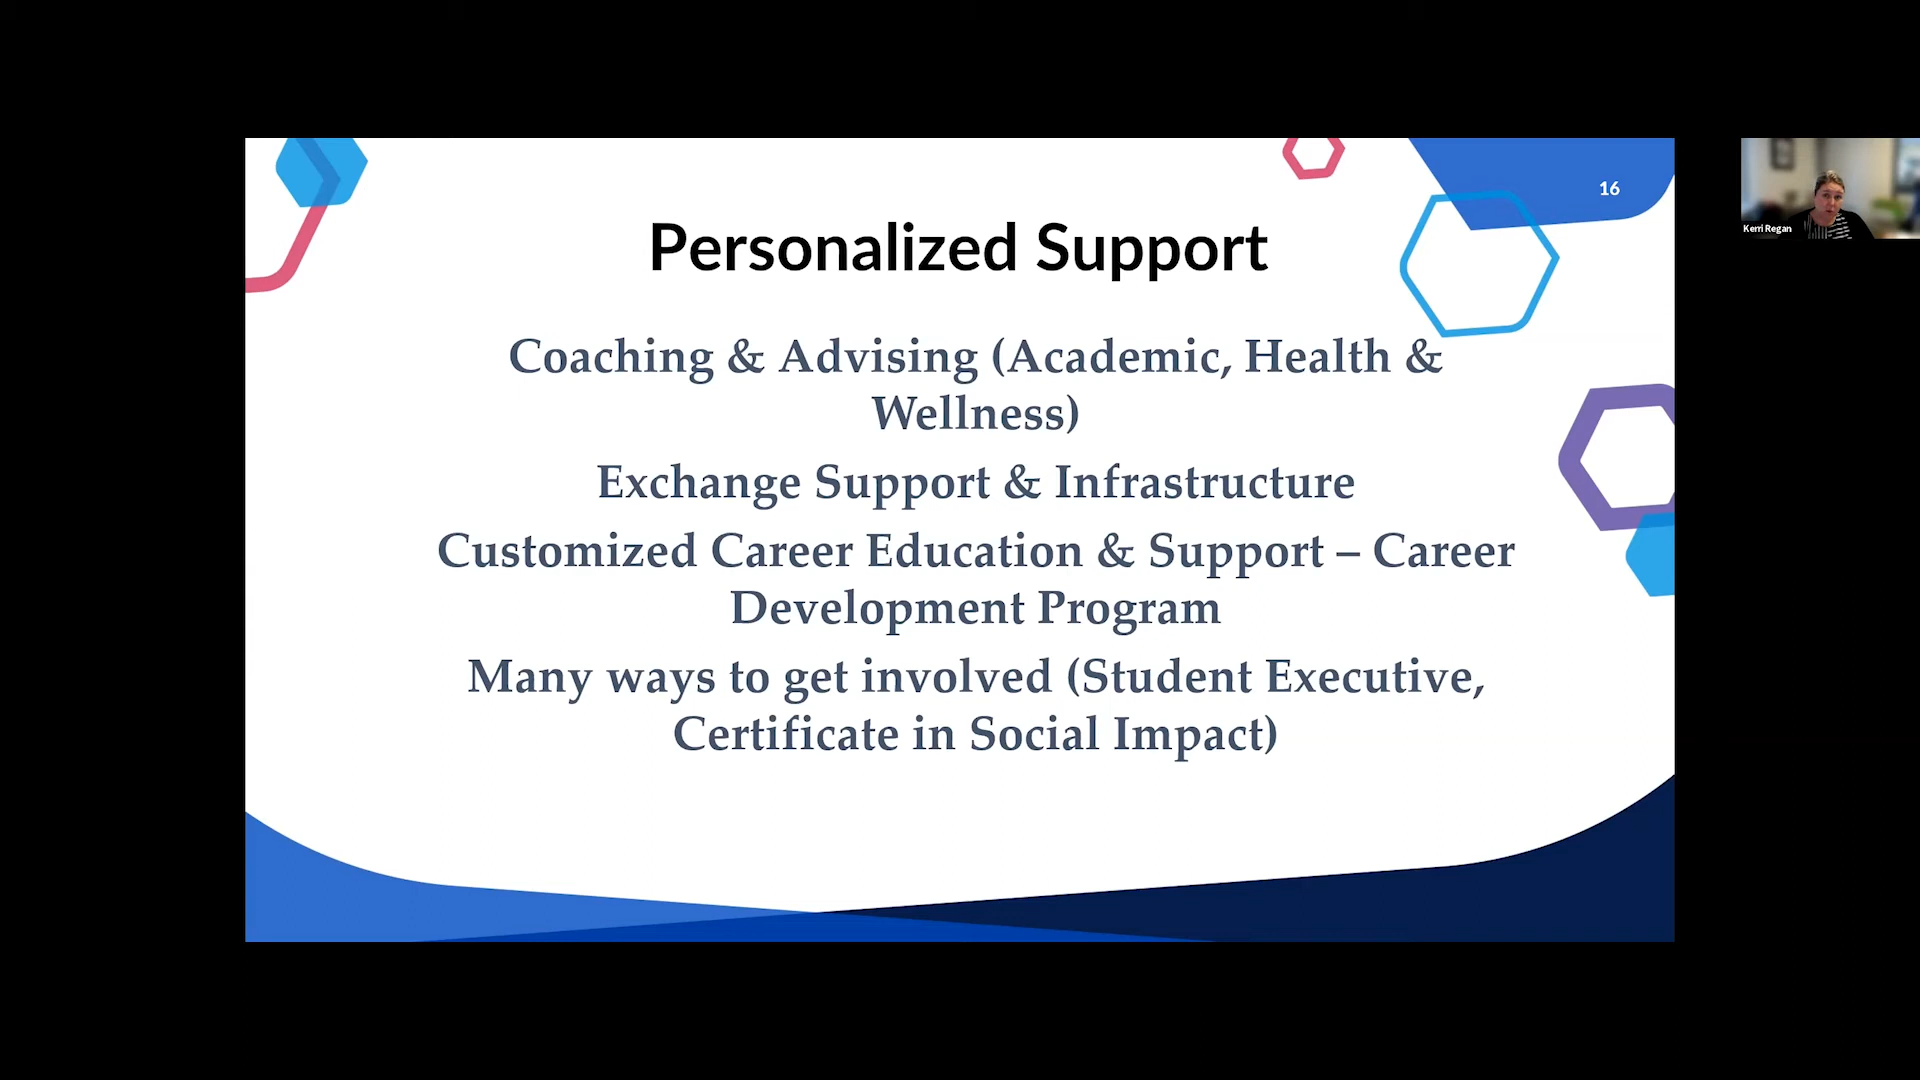 16
Personalized Support
Coaching & Advising (Academic, Health &
Wellness)
Exchange Support & Infrastructure
Customized Career Education & Support – Career
Development Program
Many ways to get involved (Student Executive,
Certificate in Social Impact)
Kerri Regan